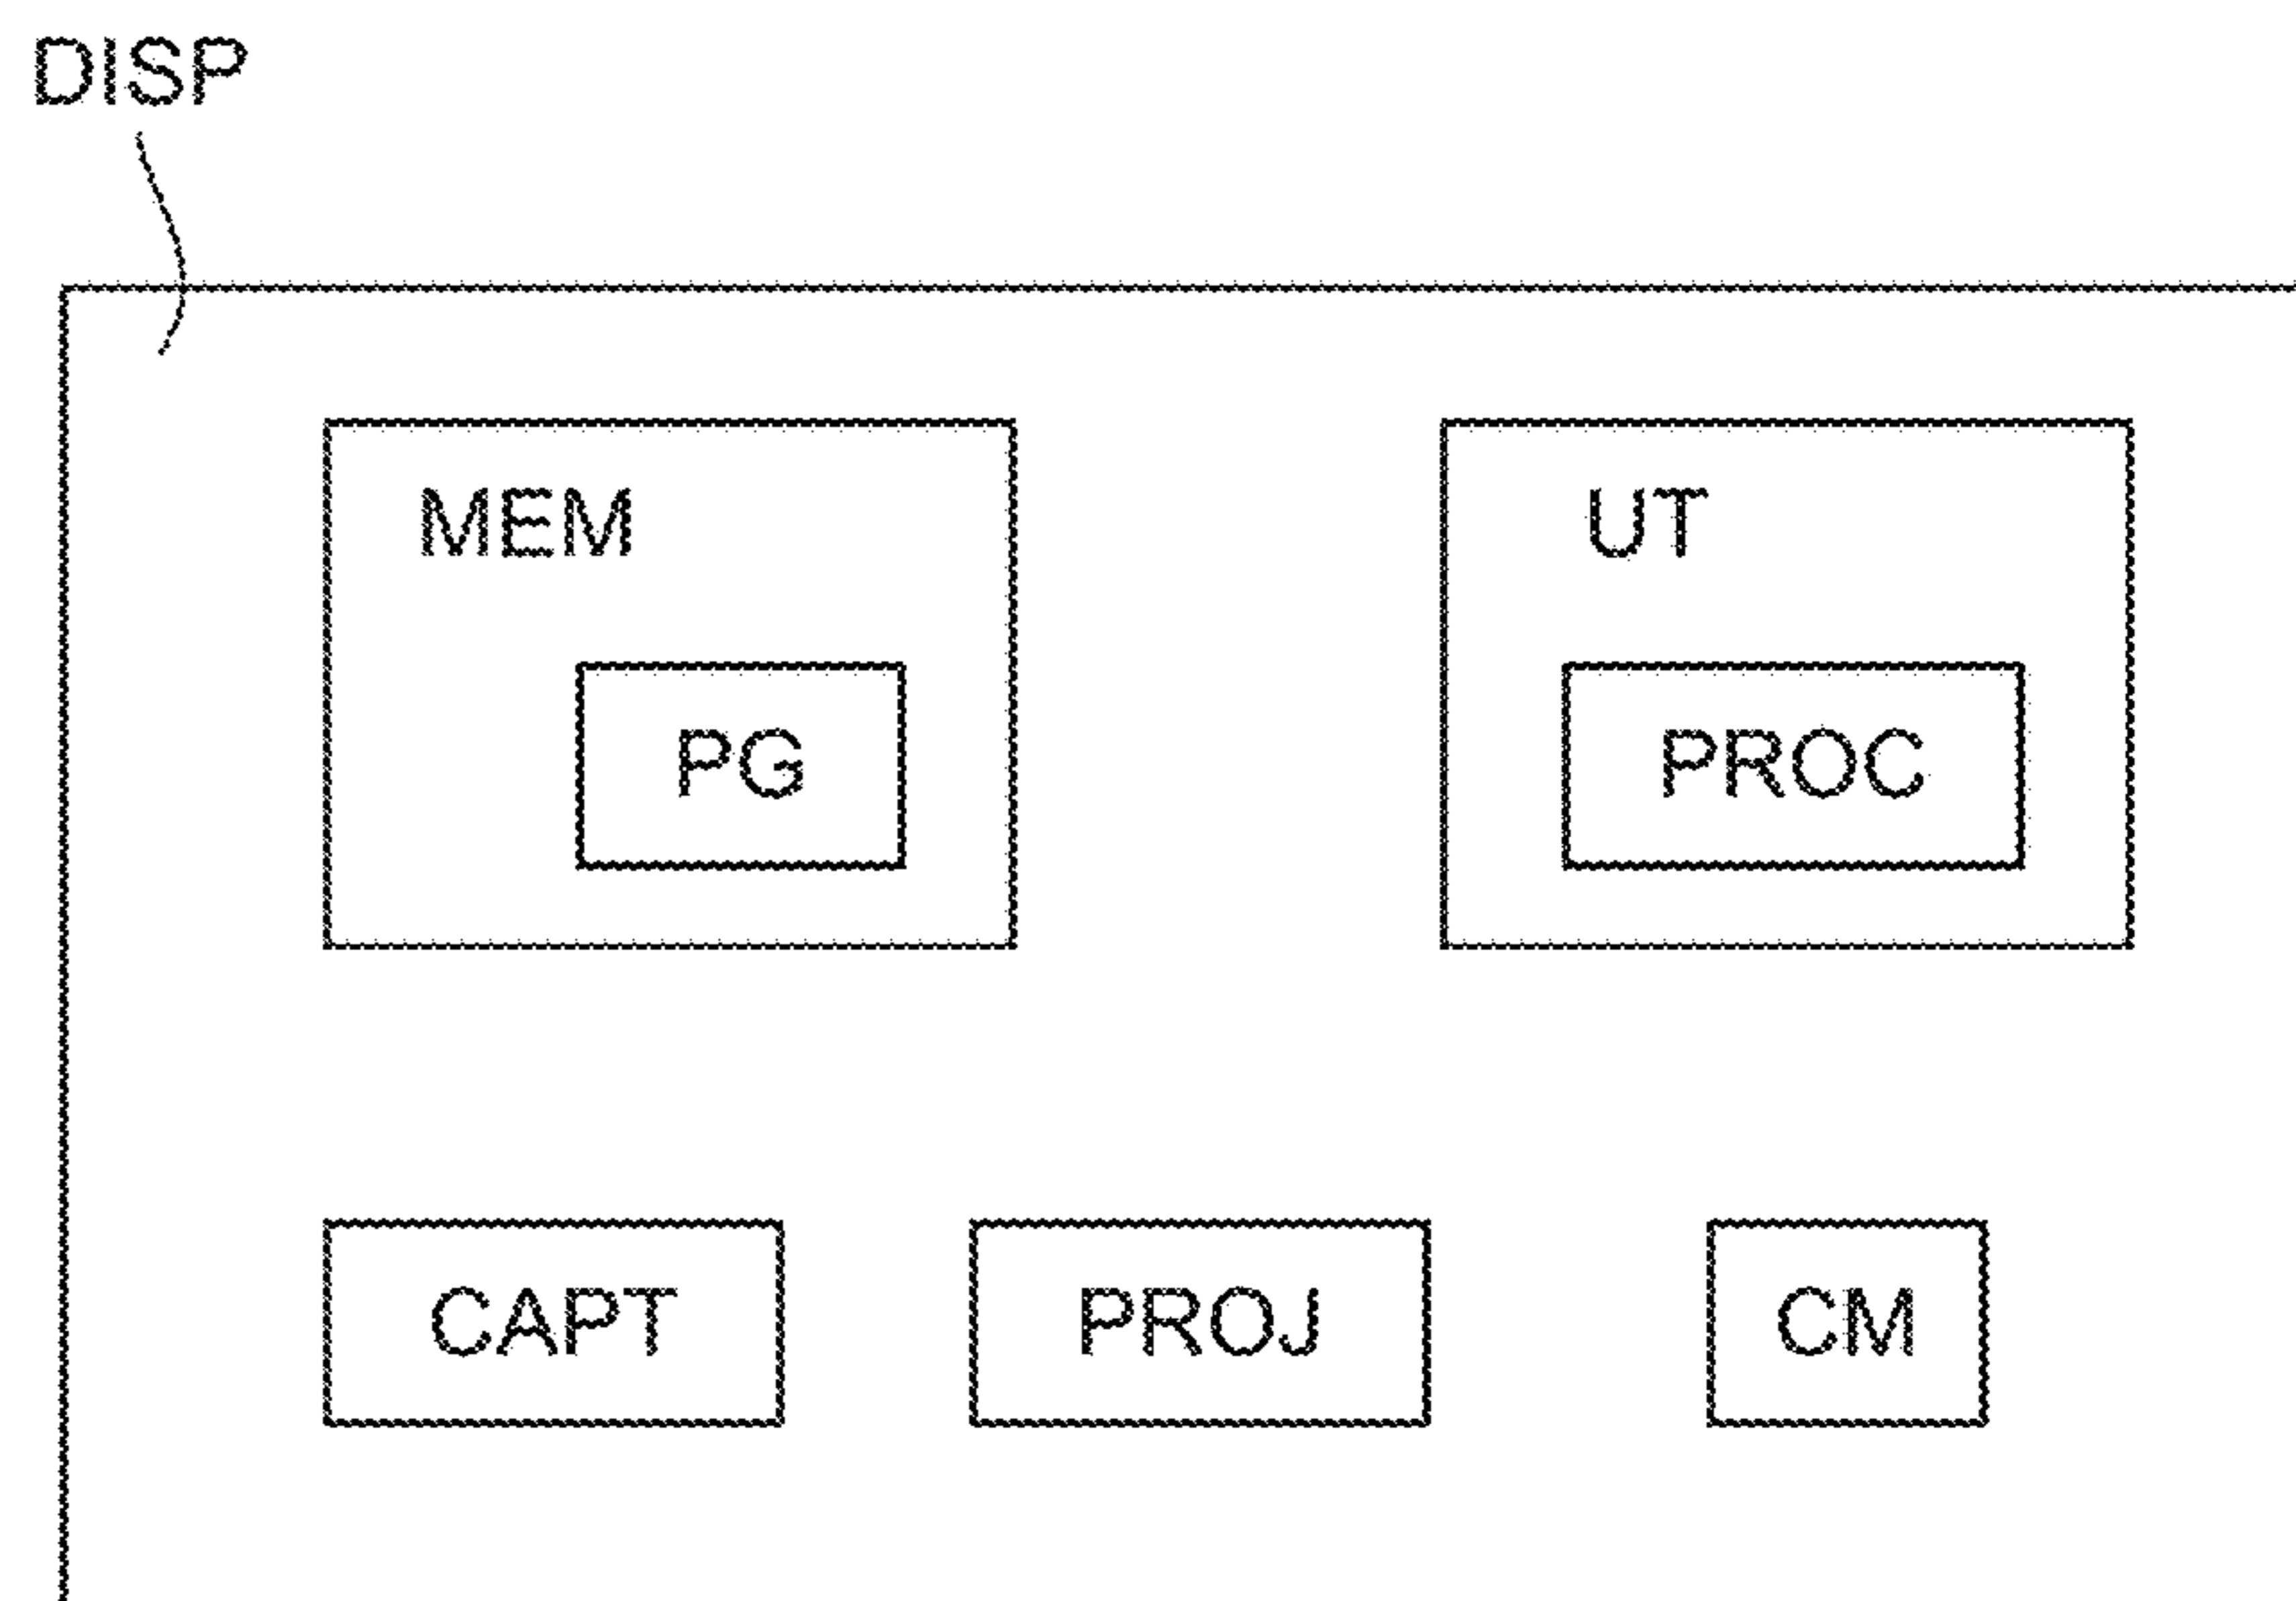 DISP
MEM
UT
PG
PROC
CAPT
PROJ
CM